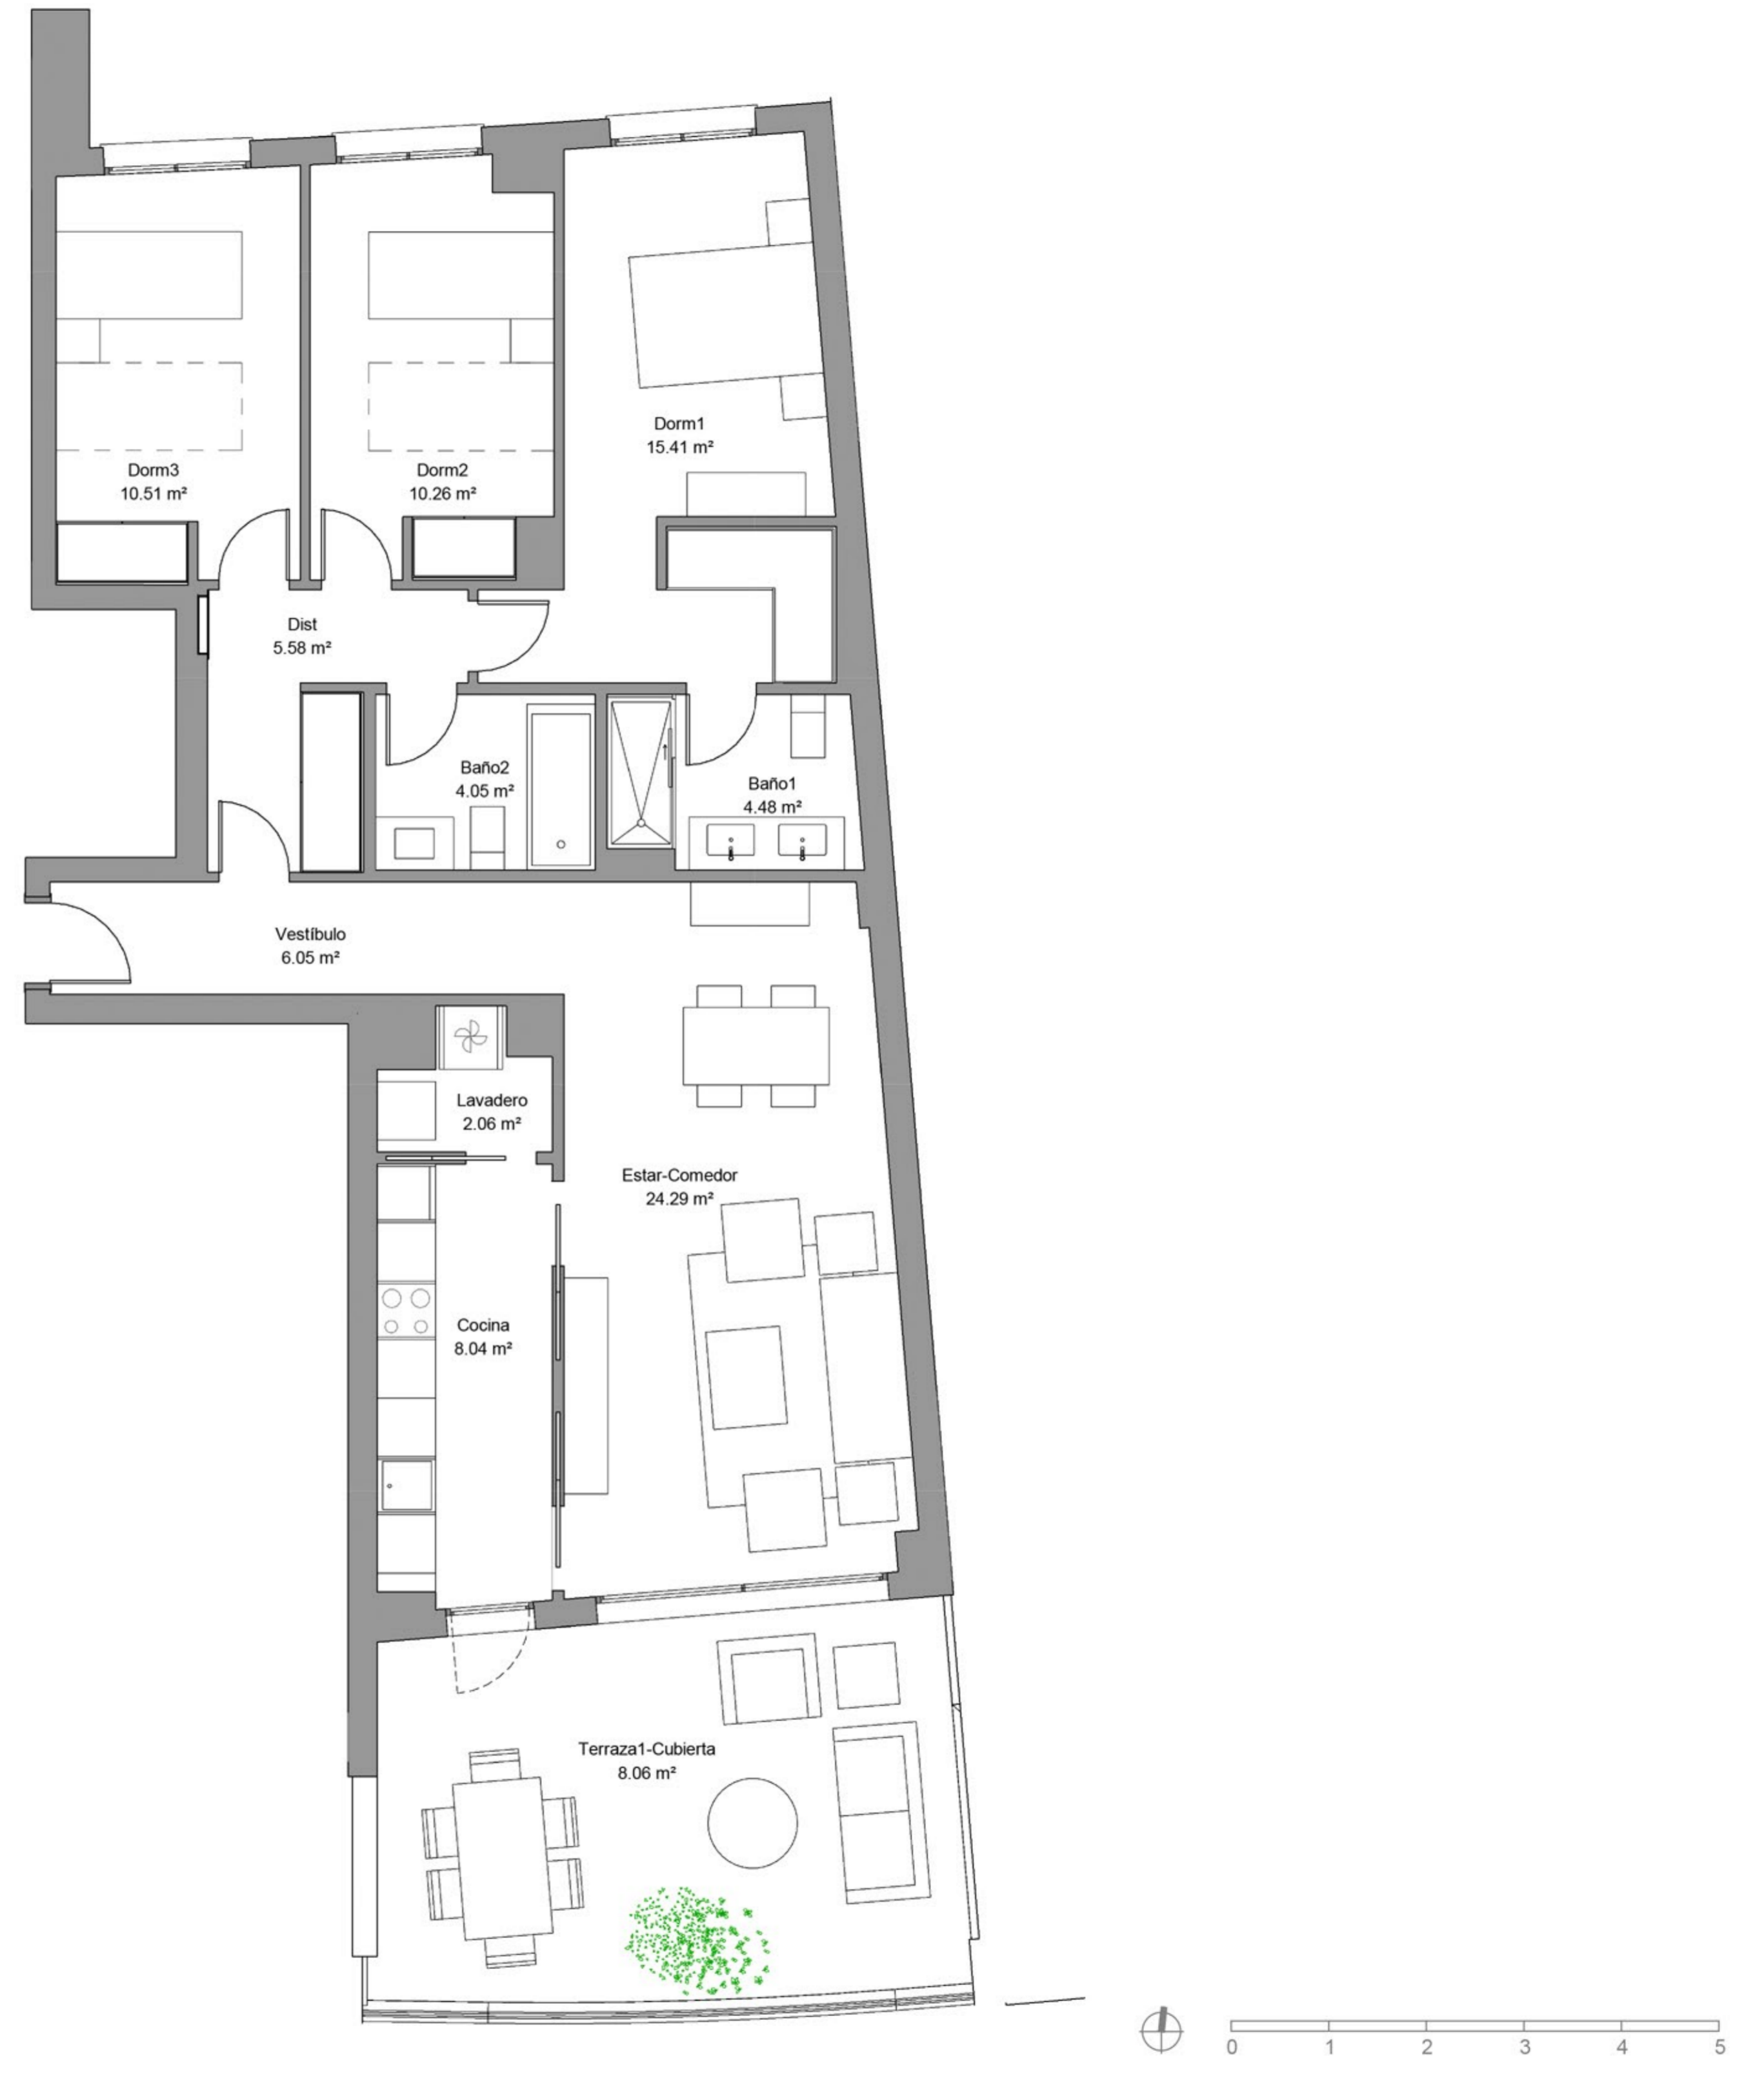 Dorm1
15.41 m²
Dorm3
10.51 m²
Dorm2
10.26 m²
Dist
5.58 m²
Baño2
4.05 m²
Baño1
4.48 m²
Vestíbulo
6.05 m²
Lavadero
2.06 m²
Estar-Comedor
24.29 m²
Cocina
8.04 m²
Terraza1-Cubierta
8.06 m²
0 1 2 3 4 5